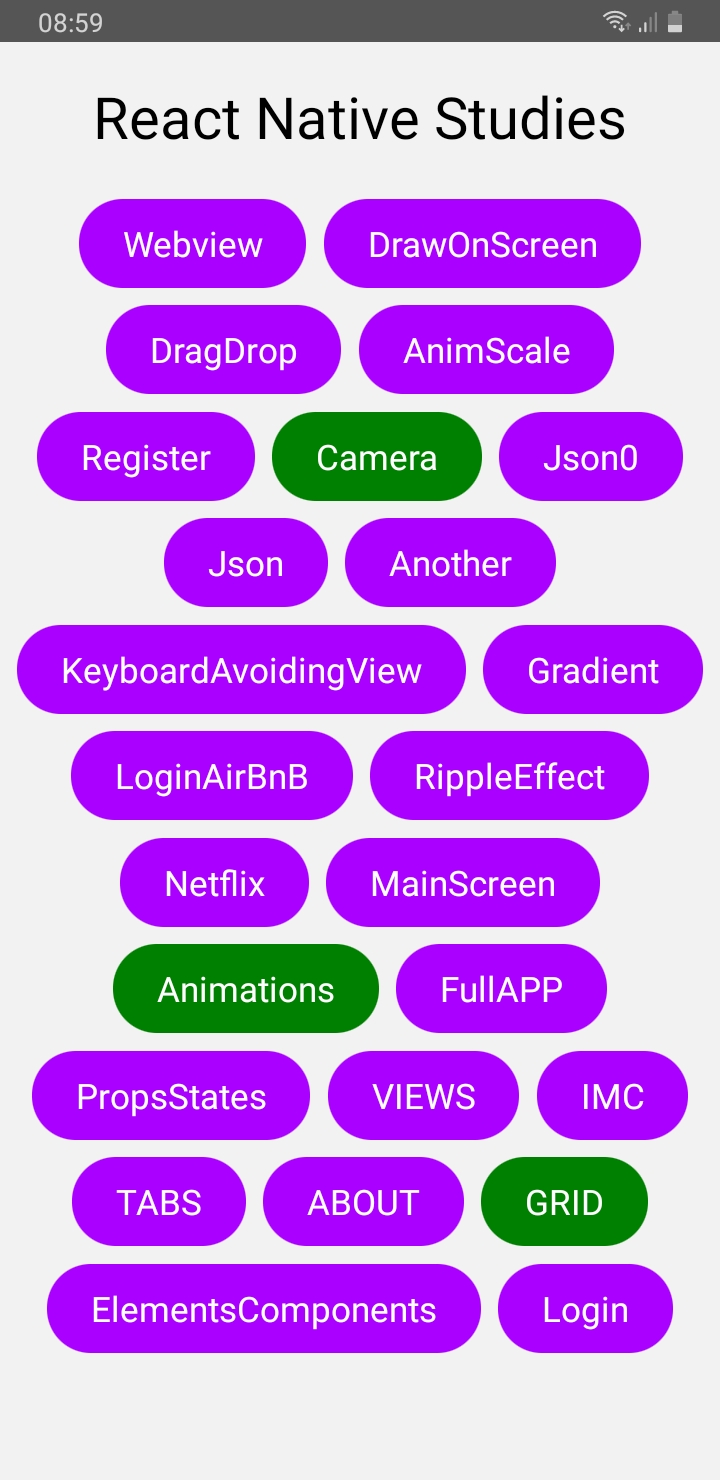 08:59
React Native Studies
Webview DrawOnScreen
DragDrop AnimScale
Register Camera Json0
Json Another
KeyboardAvoidingView Gradient
LoginAirBnB RippleEffect
Netflix MainScreen
Animations FullAPP
PropsStates VIEWS IMC
TABS ABOUT GRID
ElementsComponents Login